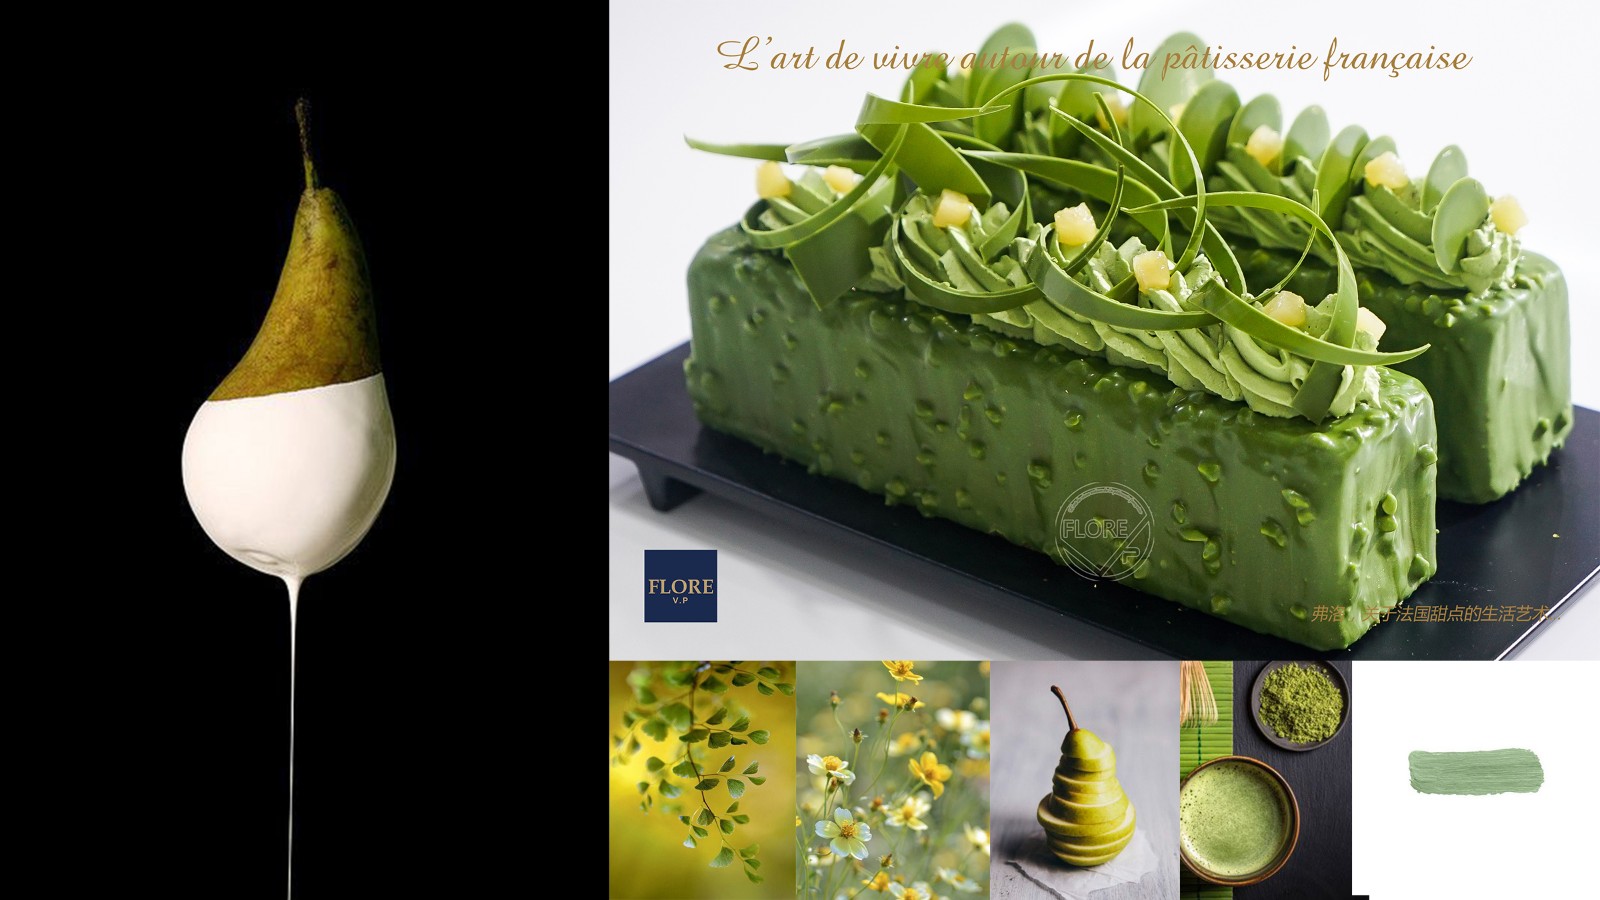 L'art de vivre autour de la pâtisserie française
FLORE
V.P
FLORE
V
P
弗洛，关于法国甜点的生活艺术...